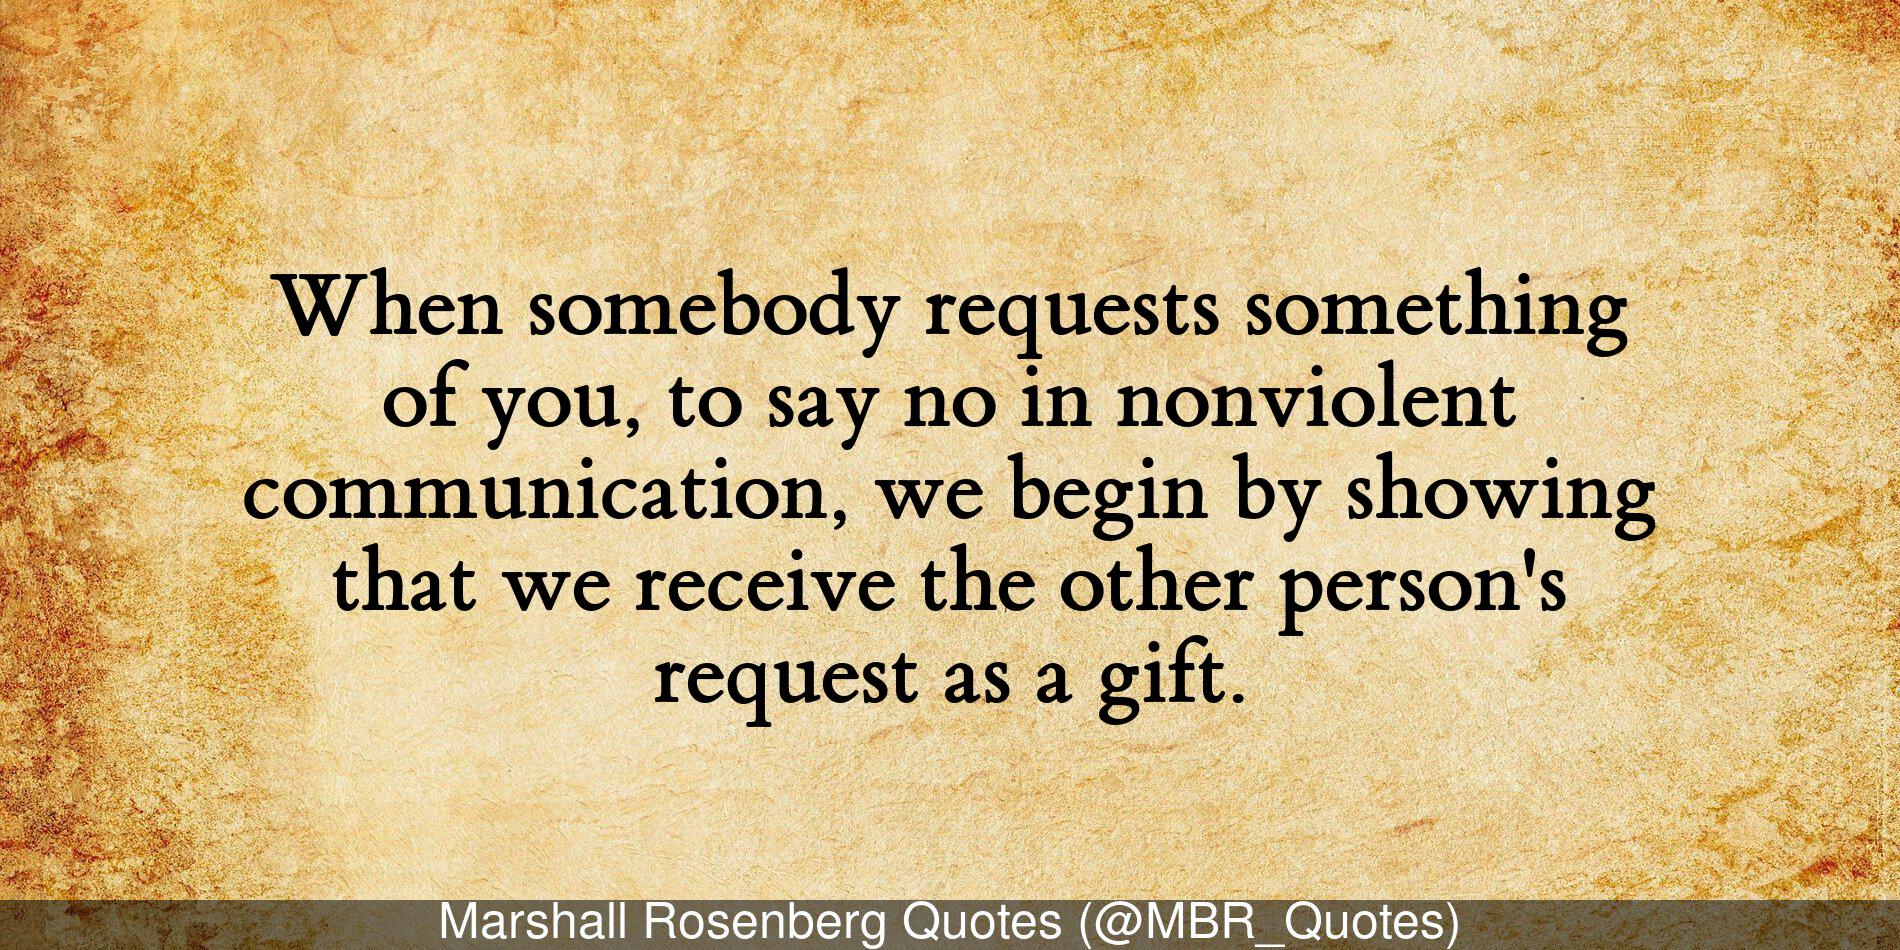 When somebody requests something
of you, to say no in nonviolent
communication, we begin by showing
that we receive the other person's
request as a gift.
Marshall Rosenberg Quotes (@MBR_Quotes)